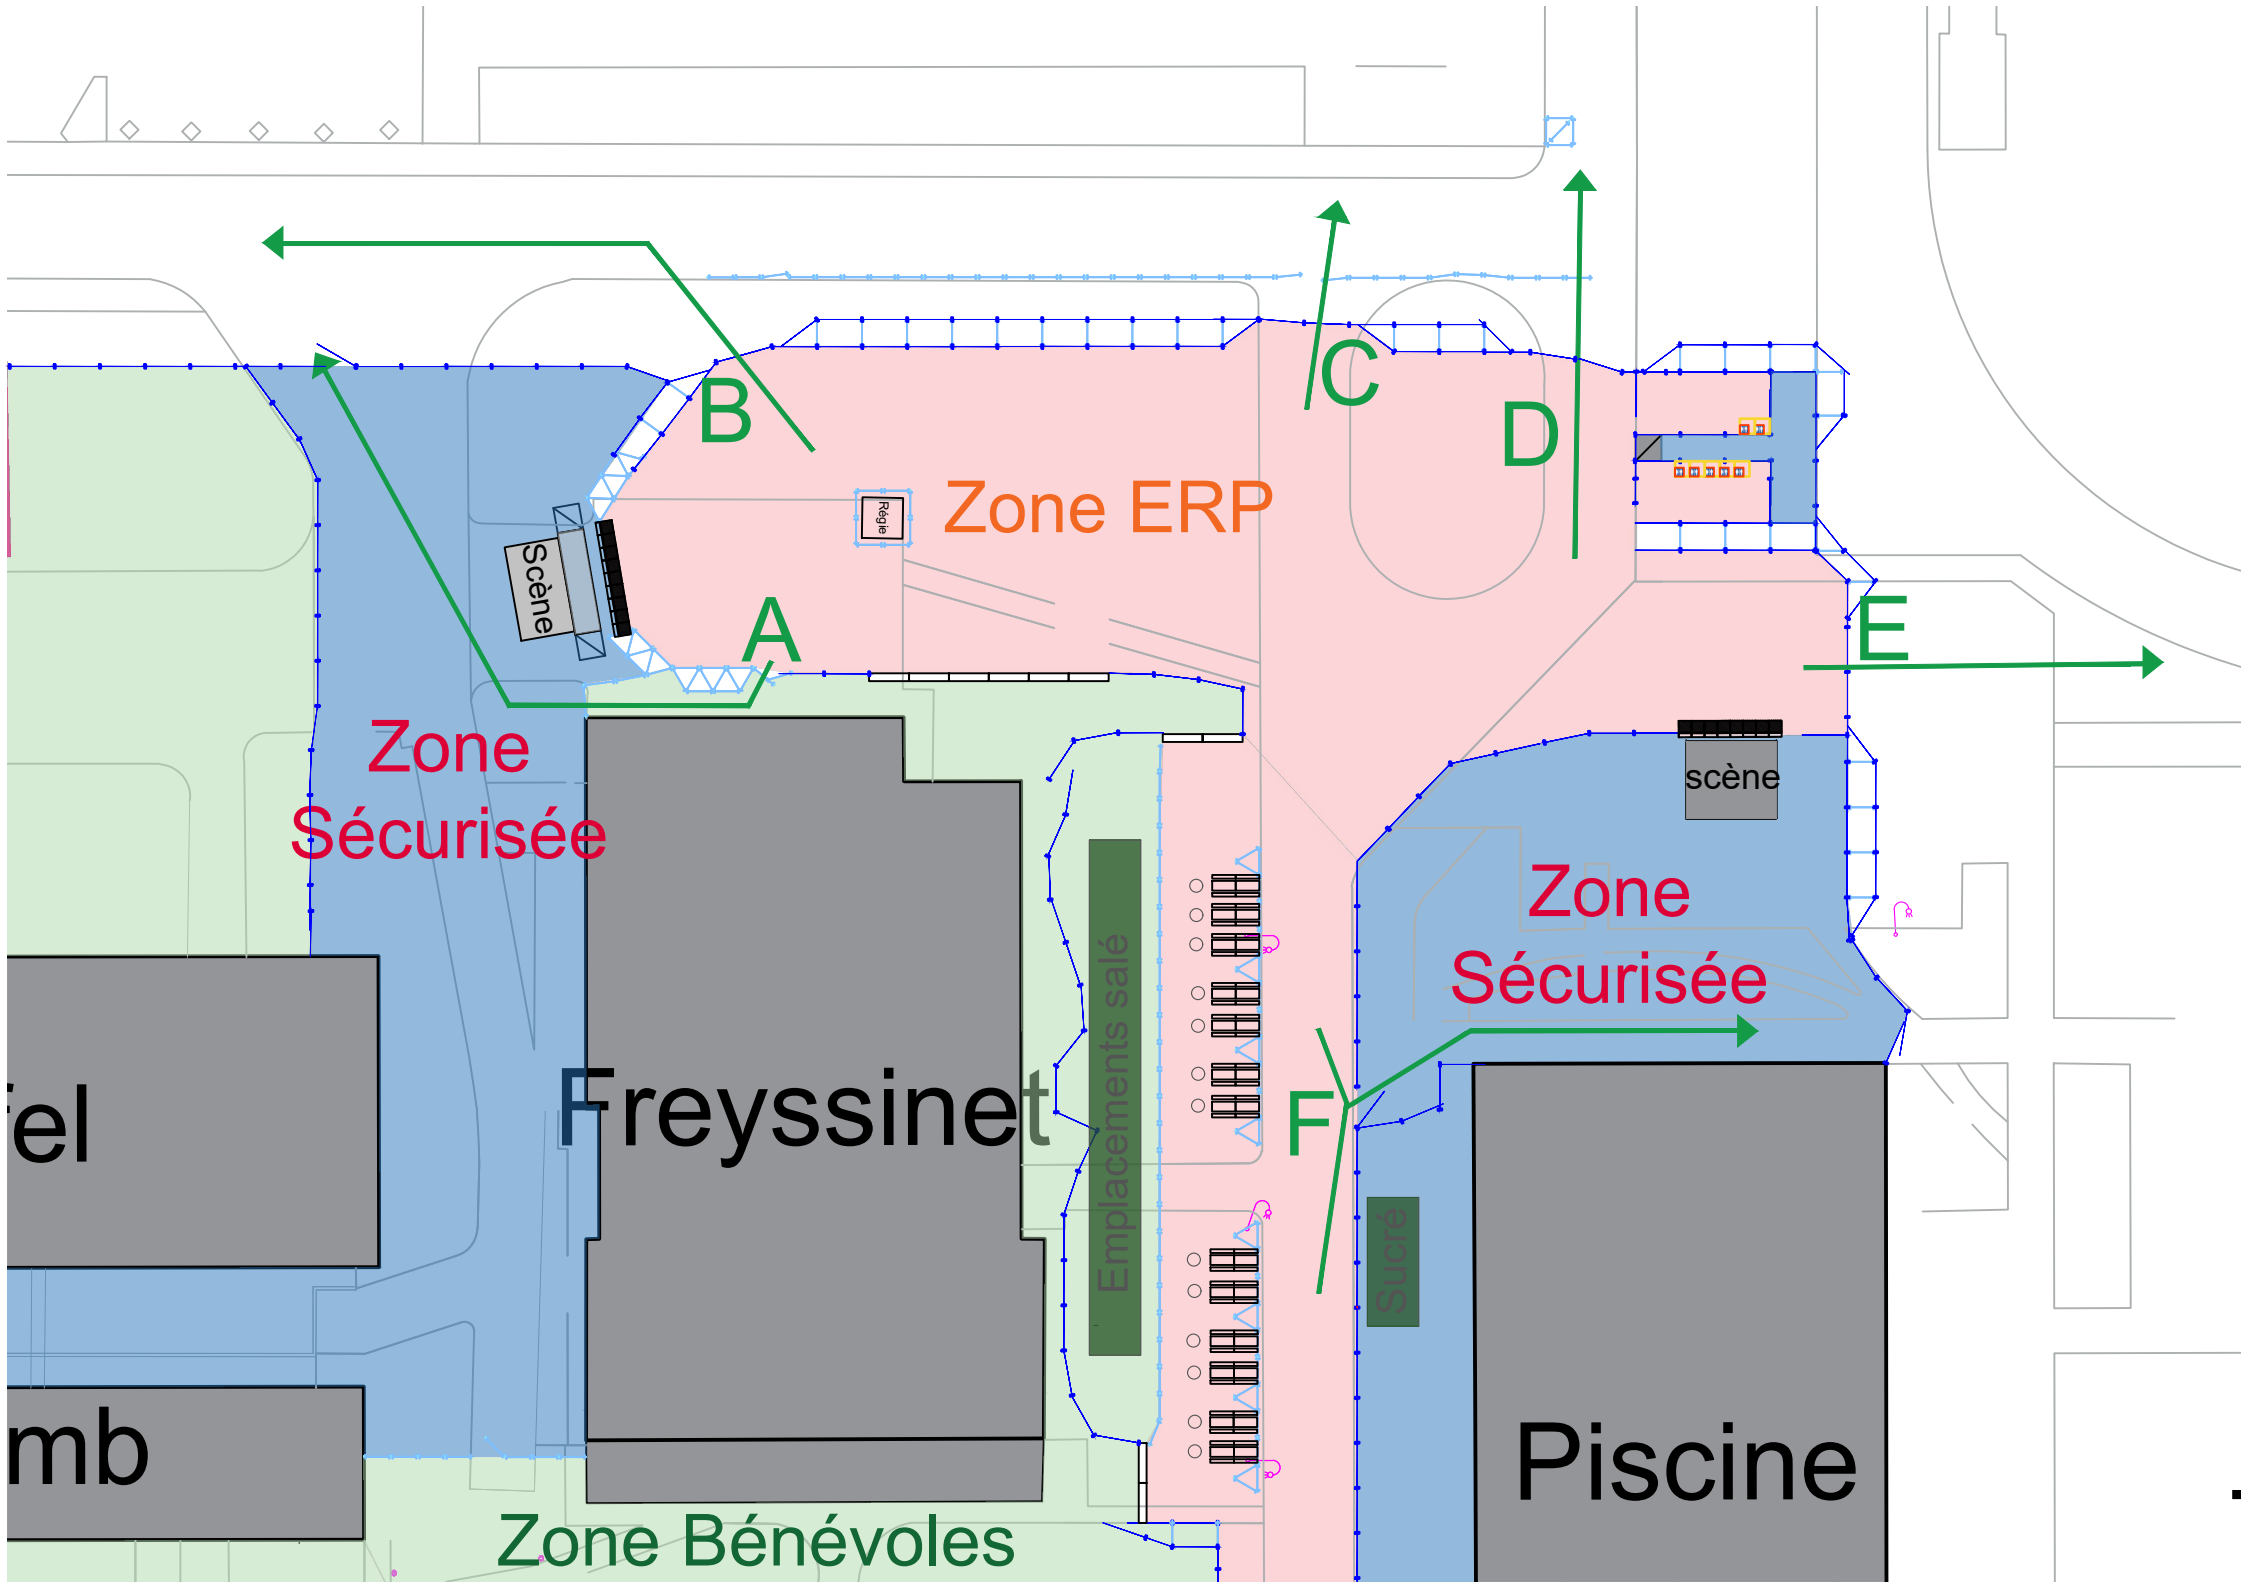 C
B
D
Zone ERP
Régie
Scène
A
E
Zone
Sécurisée
scène
Zone
Sécurisée
Emplacements salé
Freyssinet
F
fel
Sucré
mb
Piscine
Zone Bénévoles